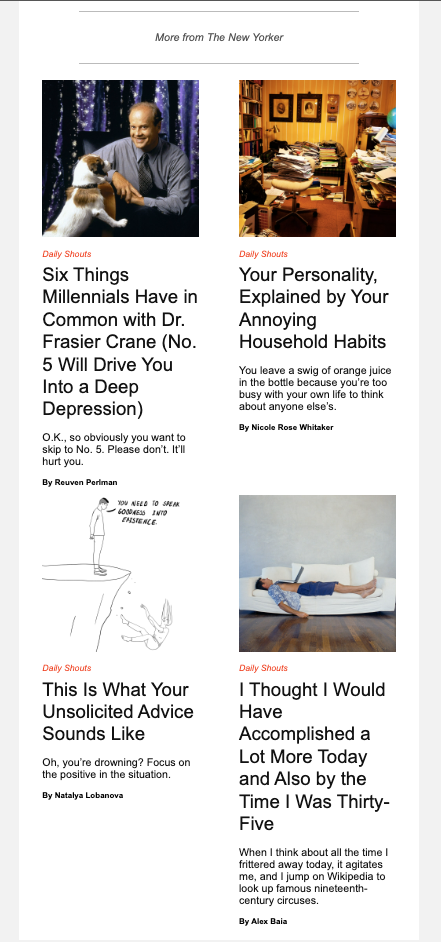 More from The New Yorker
Daily Shouts
Six Things
Millennials Have in
Common with Dr.
Frasier Crane (No.
5 Will Drive You
Into a Deep
Depression)
O.K., so obviously you want to
skip to No. 5. Please don't. It'll
hurt you.
By Reuven Perlman
Daily Shouts
Your Personality,
Explained by Your
Annoying
Household Habits
You leave a swig of orange juice
in the bottle because you're too
busy with your own life to think
about anyone else's.
By Nicole Rose Whitaker
YOU NEED TO SPEAK
GOODNESS INTO
EXISTENCE.
Daily Shouts
This Is What Your
Unsolicited Advice
Sounds Like
Oh, you're drowning? Focus on
the positive in the situation.
By Natalya Lobanova
Daily Shouts
I Thought I Would
Have
Accomplished a
Lot More Today
and Also by the
Time I Was Thirty-
Five
When I think about all the time I
frittered away today, it agitates
me, and I jump on Wikipedia to
look up famous nineteenth-
century circuses.
By Alex Baia